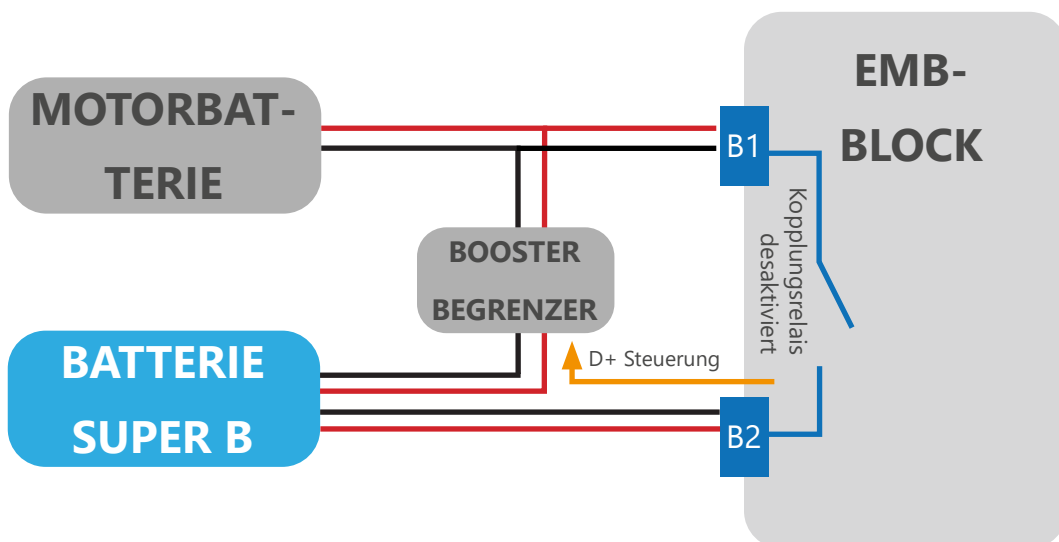 MOTORBAT-
TERIE
EMB-
BLOCK
B1
Kopplungsrelais
desaktiviert
BOOSTER
BEGRENZER
D+ Steuerung
BATTERIE
SUPER B
B2